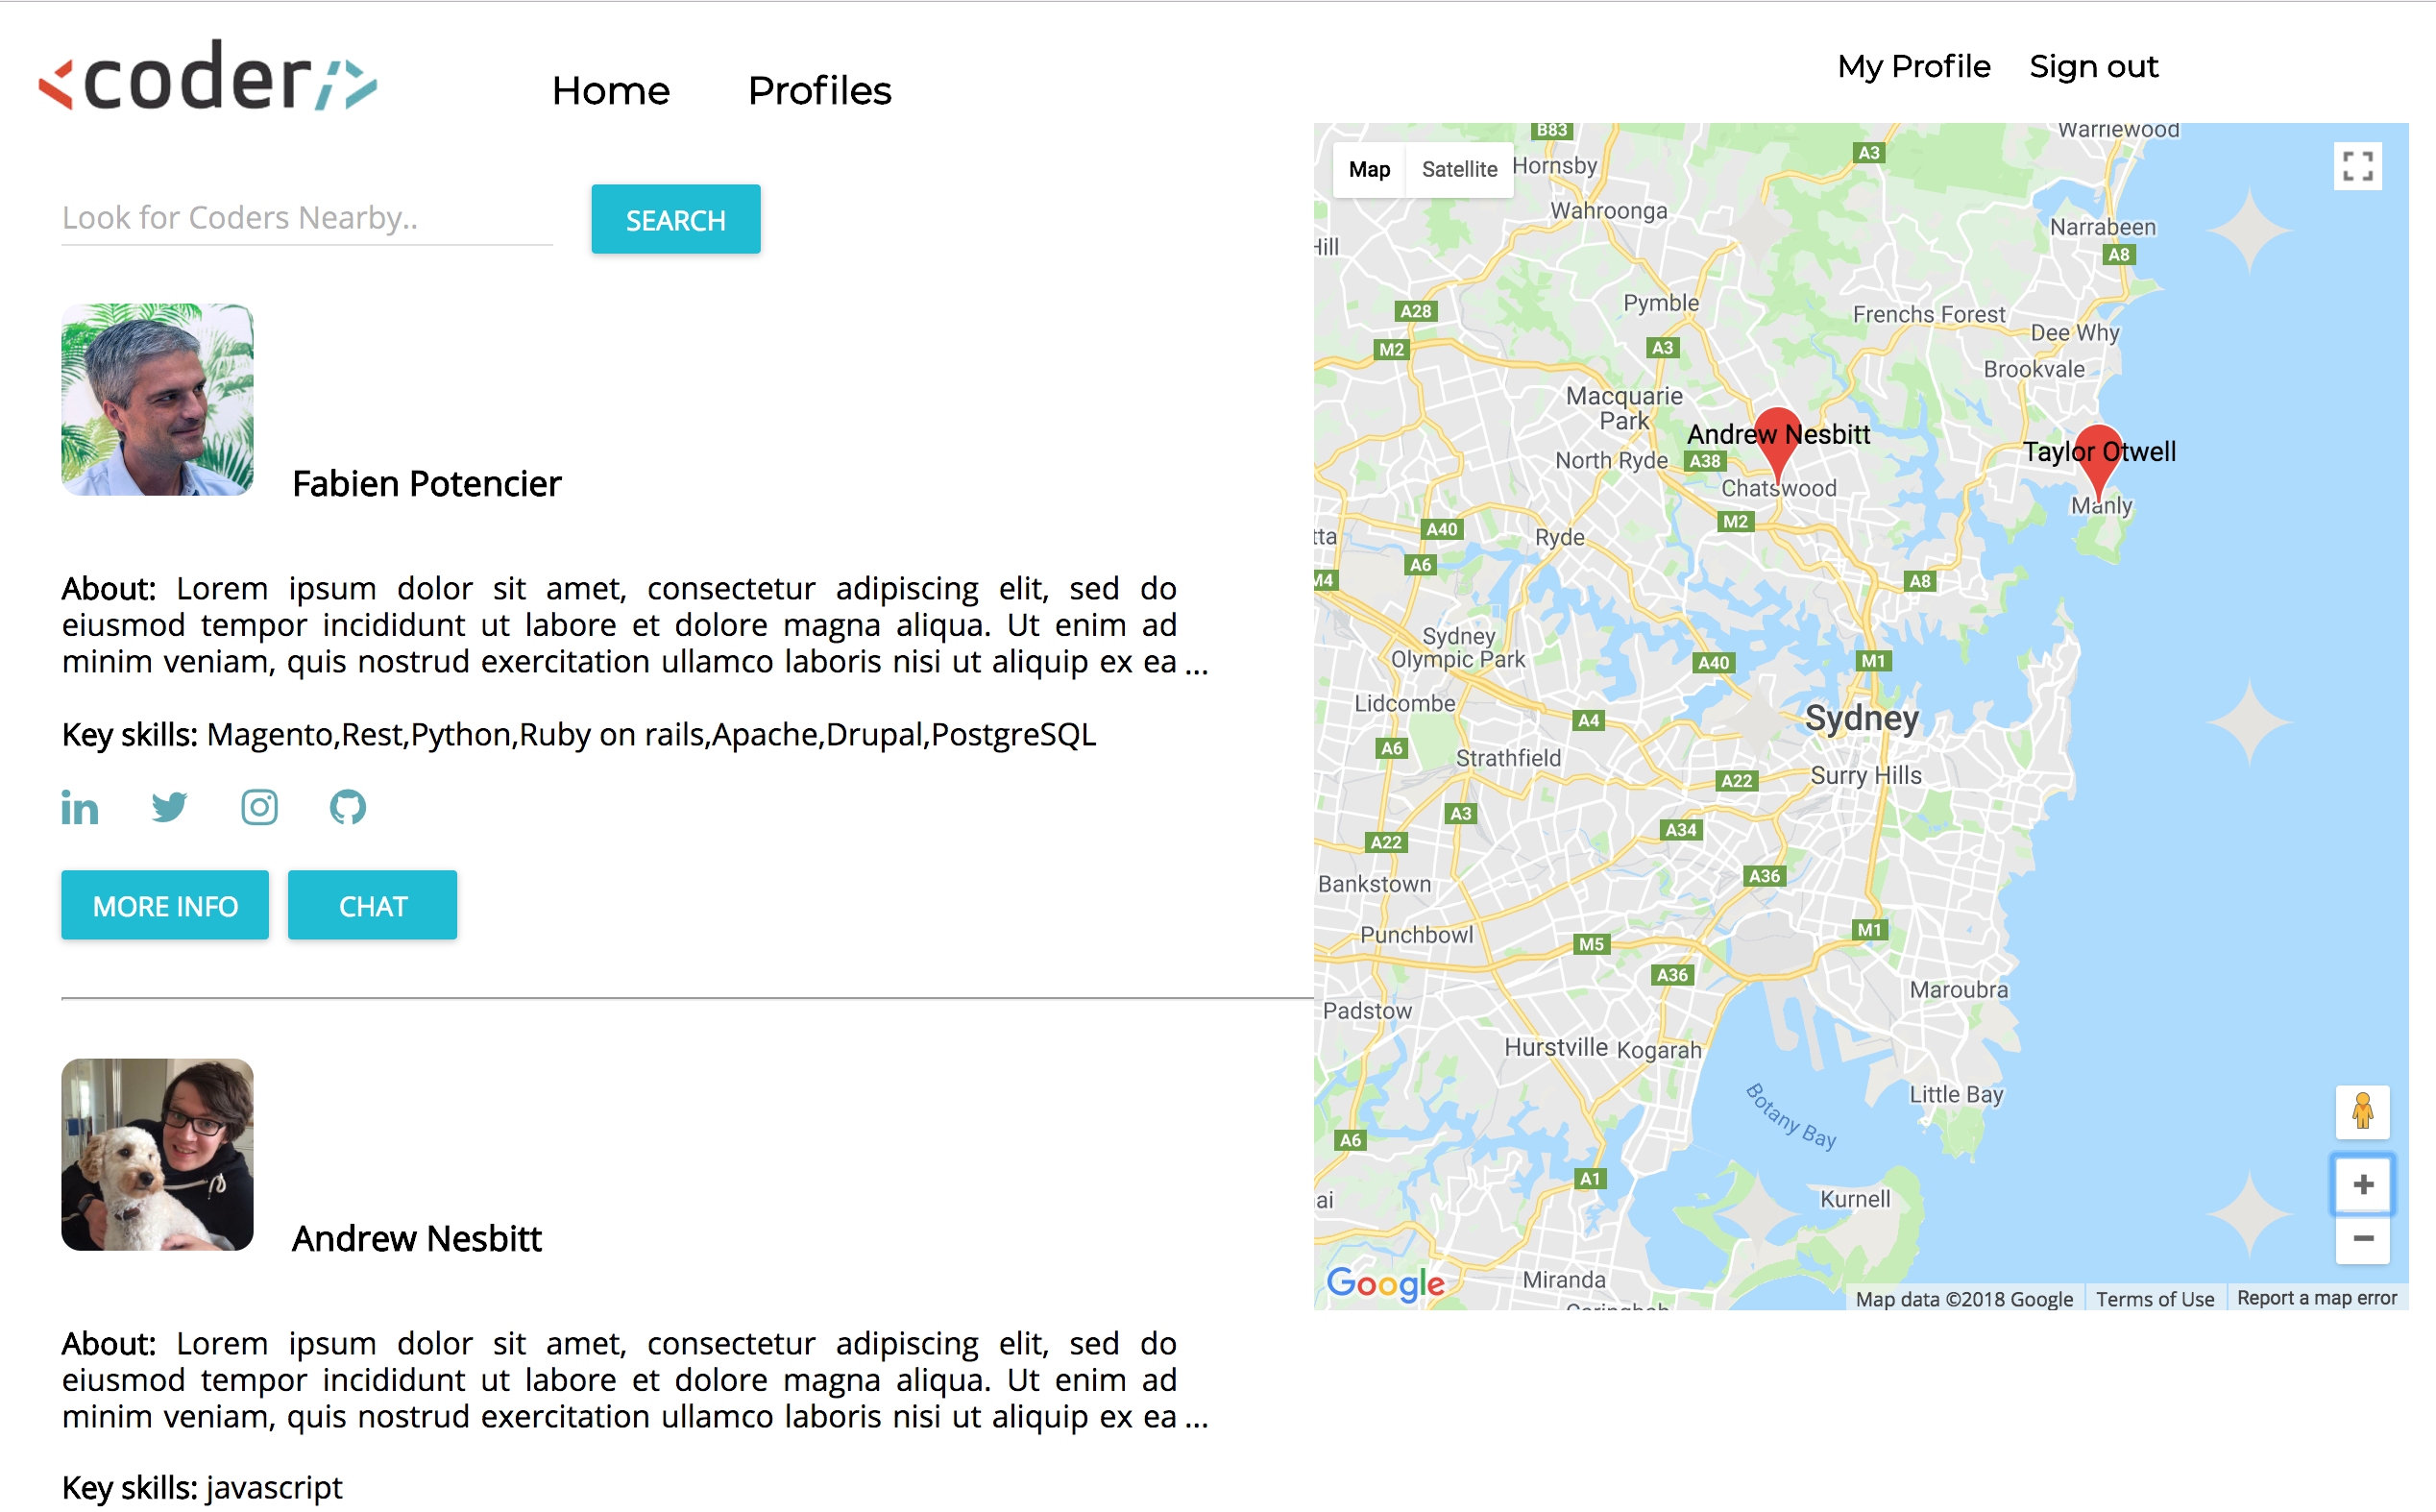 <coder/>
Home
Profiles
My Profile
Sign out
Look for Coders Nearby..
SEARCH
Fabien Potencier
About: Lorem ipsum dolor sit amet, consectetur adipiscing elit, sed do
eiusmod tempor incididunt ut labore et dolore magna aliqua. Ut enim ad
minim veniam, quis nostrud exercitation ullamco laboris nisi ut aliquip ex ea ...
Key skills: Magento,Rest,Python,Ruby on rails,Apache,Drupal,PostgreSQL
in
MORE INFO
CHAT
Andrew Nesbitt
About: Lorem ipsum dolor sit amet, consectetur adipiscing elit, sed do
eiusmod tempor incididunt ut labore et dolore magna aliqua. Ut enim ad
minim veniam, quis nostrud exercitation ullamco laboris nisi ut aliquip ex ea ...
Key skills: javascript
Map
Satellite
B83
Warriewood
A3
Hornsby
Wahroonga
Narrabeen
Hill
A8
Pymble
A28
Frenchs Forest
Dee Why
M2
A3
Brookvale
Macquarie
Park
Andrew Nesbitt
Taylor Otwell
North Ryde
A38
Chatswood
Manly
M2
A40
Ryde
tta
A6
M4
A8
Sydney
Olympic Park
A40
M1
Lidcombe
A4
Sydney
A6
Strathfield
Surry Hills
A22
A3
A34
A22
A36
Bankstown
M1
Punchbowl
M5
A36
Maroubra
Padstow
Hurstville
Kogarah
Little Bay
Botany Bay
A6
A1
ai
Kurnell
Miranda
Google
Map data ©2018 Google
Terms of Use
Report a map error